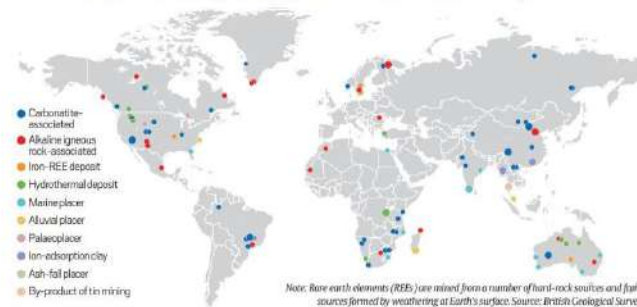 Carbonatite-
associated
Alkaline igneous
rock-associated
Iron-REE deposit
Hydrothermal deposit
Marine placer
Alluvial placer
Palaeoplacer
Ion-adsorption clay
Ash-fall placer
By-product of tin mining
Note: Rare earth elements (REEs) are mined from a number of hard-rock sources and
sources formed by weathering at Earth's surface. Source: British Geological